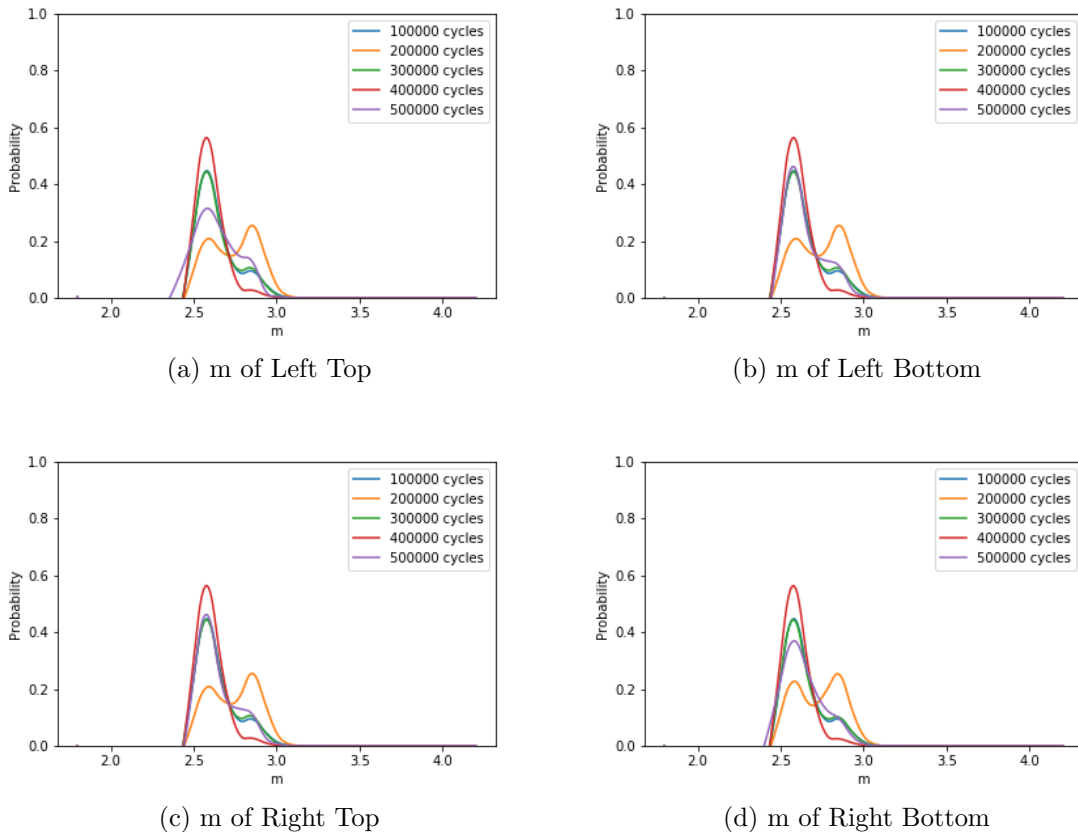 1.0
0.8
0.6
0.4
0.2
0.0
Probability
2.0 2.5 3.0 3.5 4.0
m
100000 cycles
200000 cycles
300000 cycles
400000 cycles
500000 cycles
(a) m of Left Top
1.0
0.8
0.6
0.4
0.2
0.0
Probability
2.0 2.5 3.0 3.5 4.0
m
100000 cycles
200000 cycles
300000 cycles
400000 cycles
500000 cycles
(b) m of Left Bottom
1.0
0.8
0.6
0.4
0.2
0.0
Probability
2.0 2.5 3.0 3.5 4.0
m
100000 cycles
200000 cycles
300000 cycles
400000 cycles
500000 cycles
(c) m of Right Top
1.0
0.8
0.6
0.4
0.2
0.0
Probability
2.0 2.5 3.0 3.5 4.0
m
100000 cycles
200000 cycles
300000 cycles
400000 cycles
500000 cycles
(d) m of Right Bottom